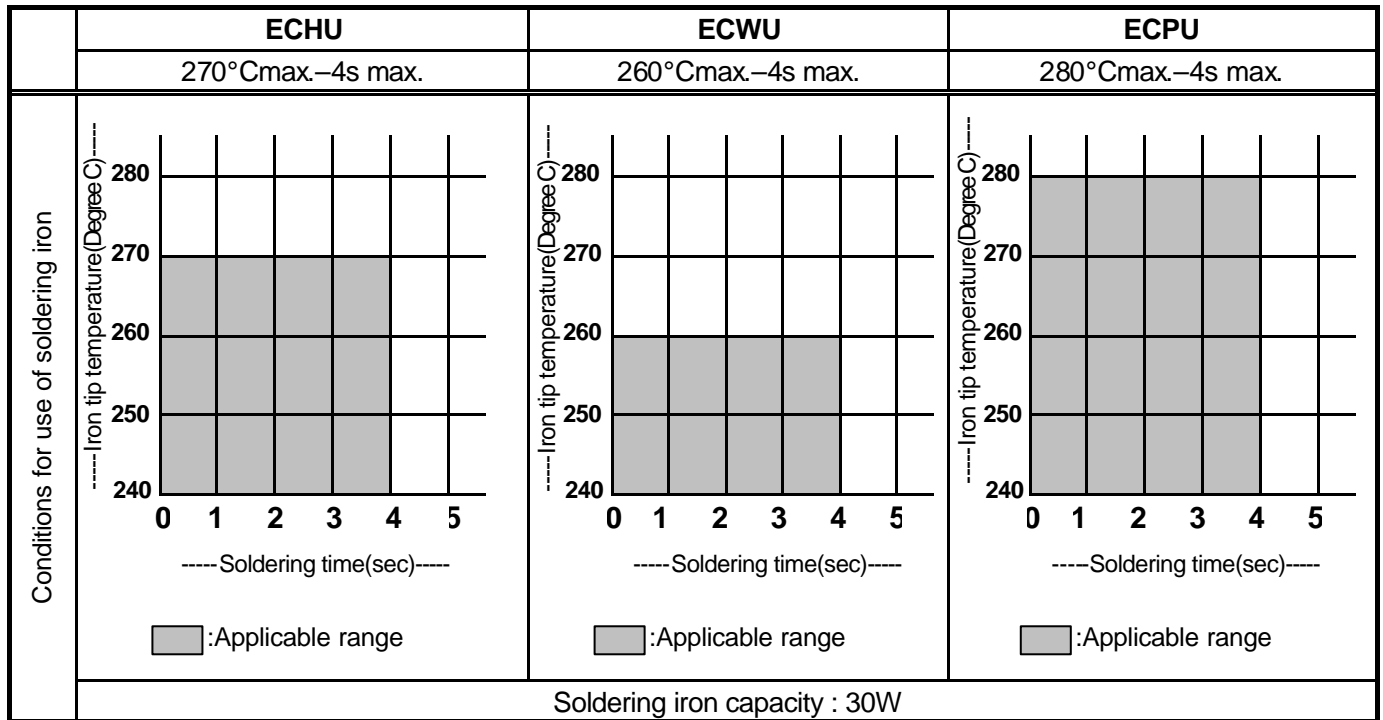 ECHU ECWU ECPU
270°Cmax.–4s max. 260°Cmax.–4s max. 280°Cmax.–4s max.
Conditions for use of soldering iron
-----Iron tip temperature(Degree C)-----
280
270
260
250
240
0 1 2 3 4 5
-----Soldering time(sec)-----
:Applicable range
-----Iron tip temperature(Degree C)-----
280
270
260
250
240
0 1 2 3 4 5
-----Soldering time(sec)-----
:Applicable range
-----Iron tip temperature(Degree C)-----
280
270
260
250
240
0 1 2 3 4 5
-----Soldering time(sec)-----
:Applicable range
Soldering iron capacity : 30W